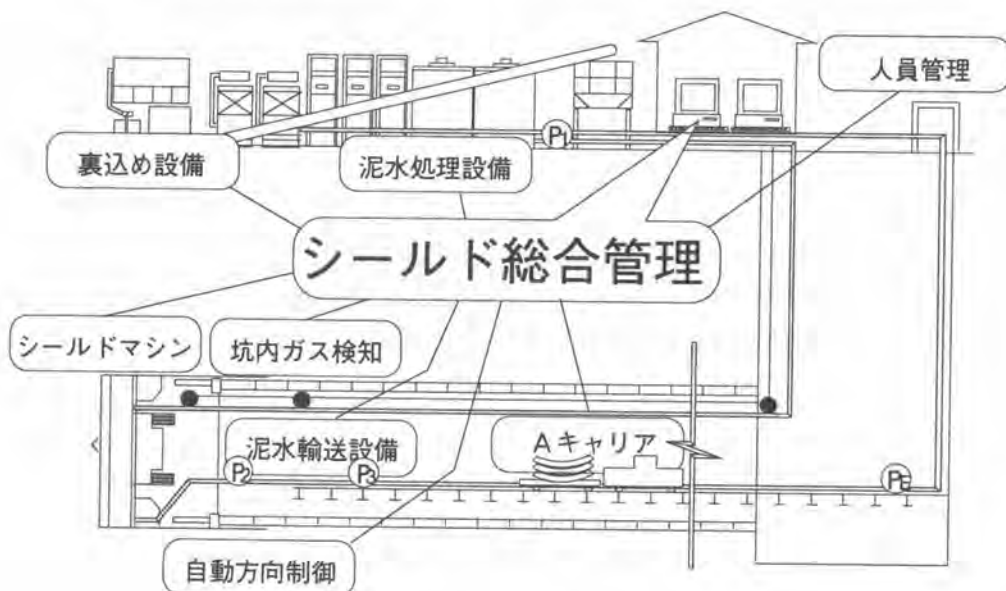 人員管理
P1
裏込め設備
泥水処理設備
シールド総合管理
シールドマシン
坑内ガス検知
泥水輸送設備
Aキャリア
P2
P3
PE
自動方向制御